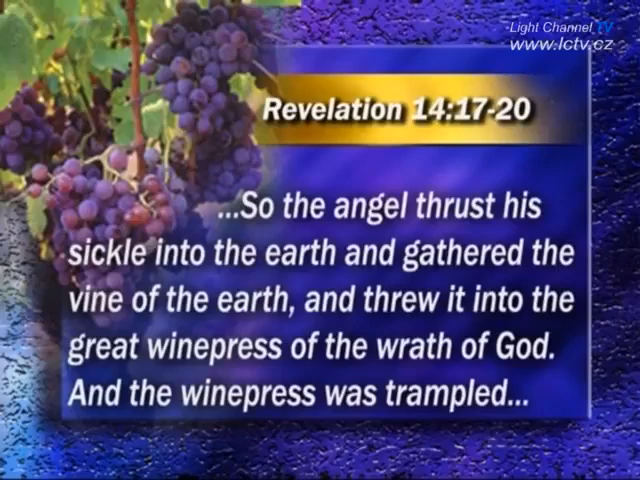 Light Channel TV
www.lctv.cz
Revelation 14:17-20
...So the angel thrust his
sickle into the earth and gathered the
vine of the earth, and threw it into the
great winepress of the wrath of God.
And the winepress was trampled...